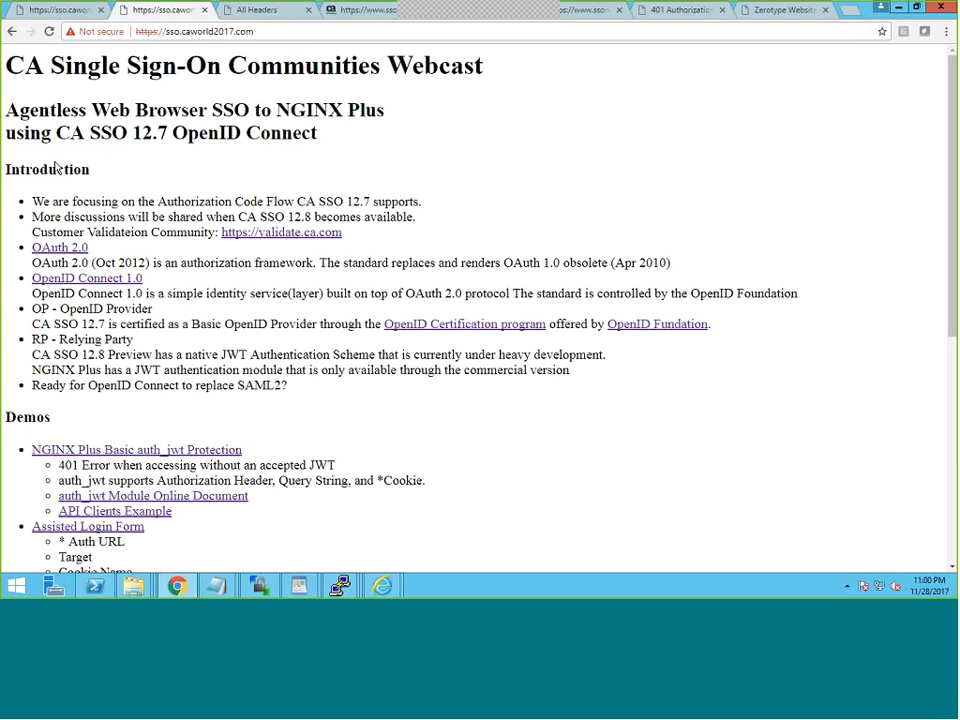 https://sso.cawor
https://sso.cawor
All Headers
https://www.sso
ps://www.sso
401 Authorization
Zerotype Website
Not secure
https://sso.caworld2017.com
CA Single Sign-On Communities Webcast
Agentless Web Browser SSO to NGINX Plus
using CA SSO 12.7 OpenID Connect
Introduction
We are focusing on the Authorization Code Flow CA SSO 12.7 supports.
More discussions will be shared when CA SSO 12.8 becomes available.
Customer Validateion Community: https://validate.ca.com
OAuth 2.0
OAuth 2.0 (Oct 2012) is an authorization framework. The standard replaces and renders OAuth 1.0 obsolete (Apr 2010)
OpenID Connect 1.0
OpenID Connect 1.0 is a simple identity service(layer) built on top of OAuth 2.0 protocol The standard is controlled by the OpenID Foundation
OP - OpenID Provider
CA SSO 12.7 is certified as a Basic OpenID Provider through the OpenID Certification program offered by OpenID Fundation.
RP - Relying Party
CA SSO 12.8 Preview has a native JWT Authentication Scheme that is currently under heavy development.
NGINX Plus has a JWT authentication module that is only available through the commercial version
Ready for OpenID Connect to replace SAML2?
Demos
NGINX Plus Basic auth_jwt Protection
401 Error when accessing without an accepted JWT
auth_jwt supports Authorization Header, Query String, and *Cookie.
auth_jwt Module Online Document
API Clients Example
Assisted Login Form
* Auth URL
Target
Cookie Name
11:00 PM
11/28/2017